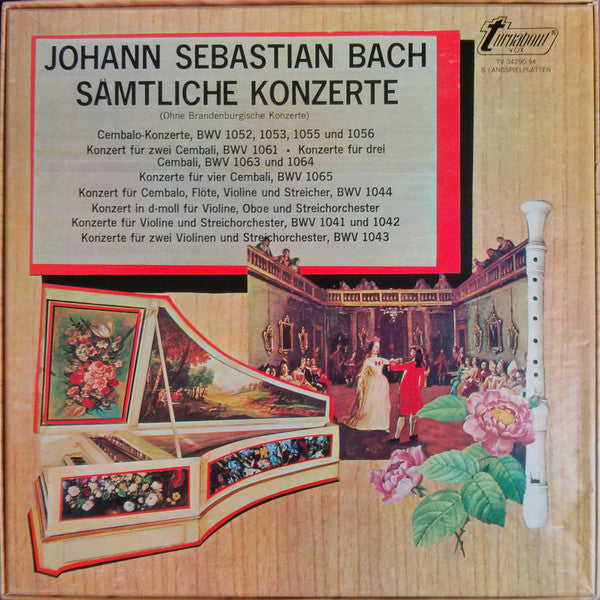 JOHANN SEBASTIAN BACH
SÄMTLICHE KONZERTE
(Ohne Brandenburgische Konzerte)
Cembalo-Konzerte, BWV 1052, 1053, 1055 und 1056
Konzert für zwei Cembali, BWV 1061 • Konzerte für drei
Cembali, BWV 1063 und 1064
Konzerte für vier Cembali, BWV 1065
Konzert für Cembalo, Flöte, Violine und Streicher, BWV 1044
Konzert in d-moll für Violine, Oboe und Streichorchester
Konzerte für Violine und Streichorchester, BWV 1041 und 1042
Konzerte für zwei Violinen und Streichorchester, BWV 1043
turnabout
VOX
TV 34290-94
5 LANGSPIELPLATTEN